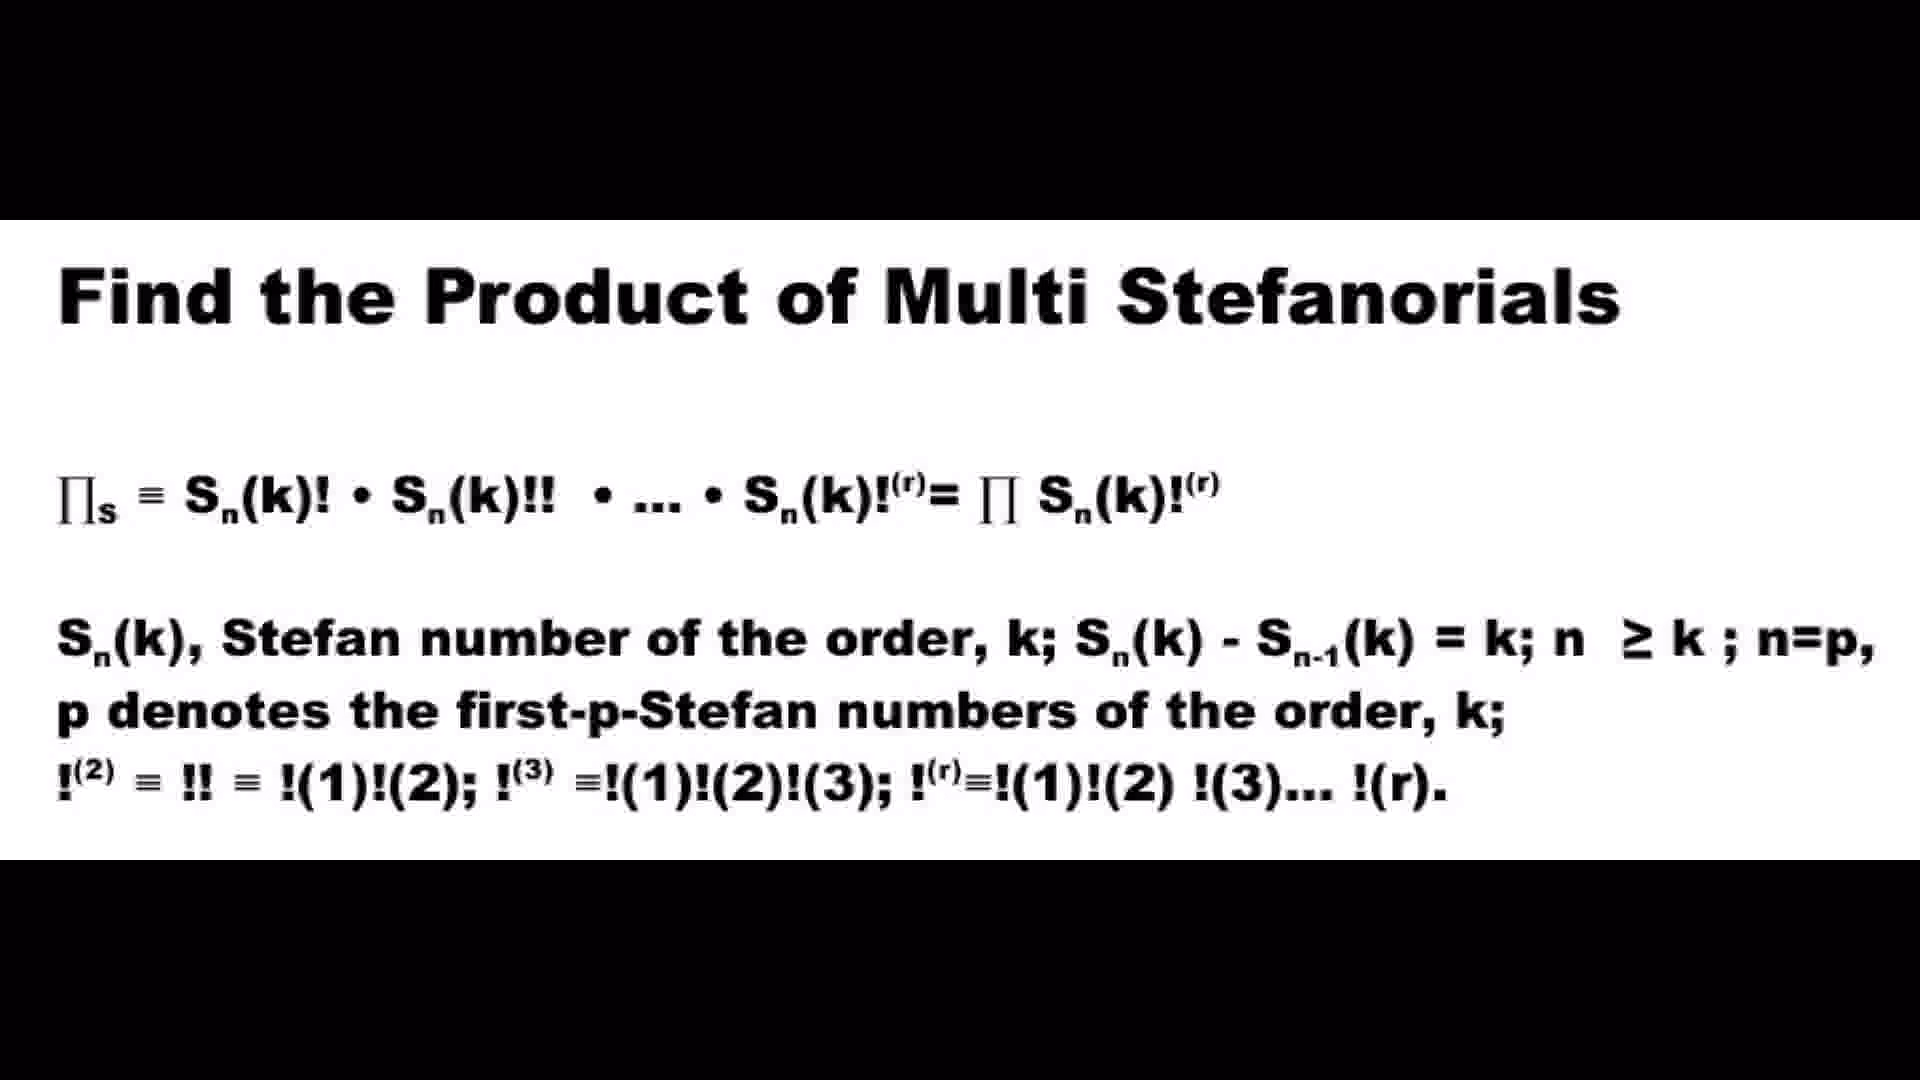 Find the Product of Multi Stefanorials
∏s ≡ Sn(k)! • Sn(k)!! • ... • Sn(k)!⁽ʳ⁾= ∏ Sn(k)!⁽ʳ⁾
Sn(k), Stefan number of the order, k; Sn(k) - Sn-1(k) = k; n ≥ k ; n=p,
p denotes the first-p-Stefan numbers of the order, k;
!⁽²⁾ ≡ !! ≡ !(1)!(2); !⁽³⁾ ≡!(1)!(2)!(3); !⁽ʳ⁾≡!(1)!(2) !(3)... !(r).